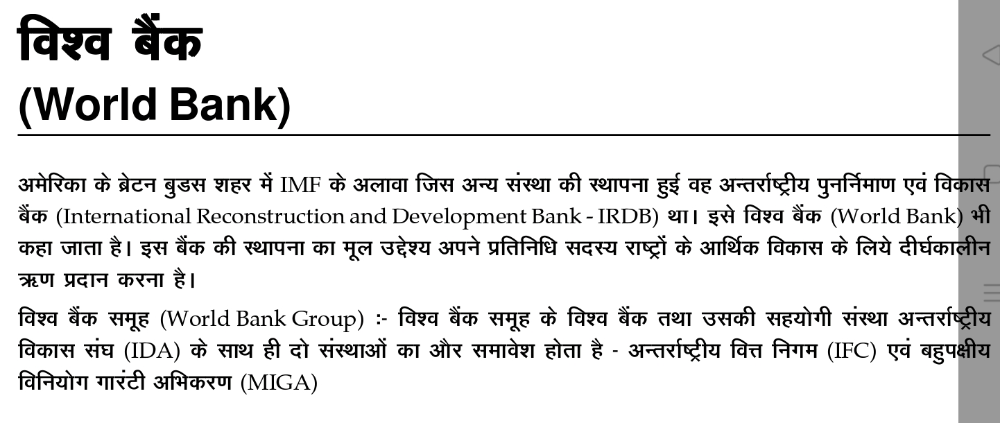 विश्व बैंक
(World Bank)
अमेरिका के ब्रेटन बुडस शहर में IMF के अलावा जिस अन्य संस्था की स्थापना हुई वह अन्तर्राष्ट्रीय पुनर्निमाण एवं विकास
बैंक (International Reconstruction and Development Bank - IRDB) था। इसे विश्व बैंक (World Bank) भी
कहा जाता है। इस बैंक की स्थापना का मूल उद्देश्य अपने प्रतिनिधि सदस्य राष्ट्रों के आर्थिक विकास के लिये दीर्घकालीन
ऋण प्रदान करना है।
विश्व बैंक समूह (World Bank Group) :- विश्व बैंक समूह के विश्व बैंक तथा उसकी सहयोगी संस्था अन्तर्राष्ट्रीय
विकास संघ (IDA) के साथ ही दो संस्थाओं का और समावेश होता है - अन्तर्राष्ट्रीय वित्त निगम (IFC) एवं बहुपक्षीय
विनियोग गारंटी अभिकरण (MIGA)